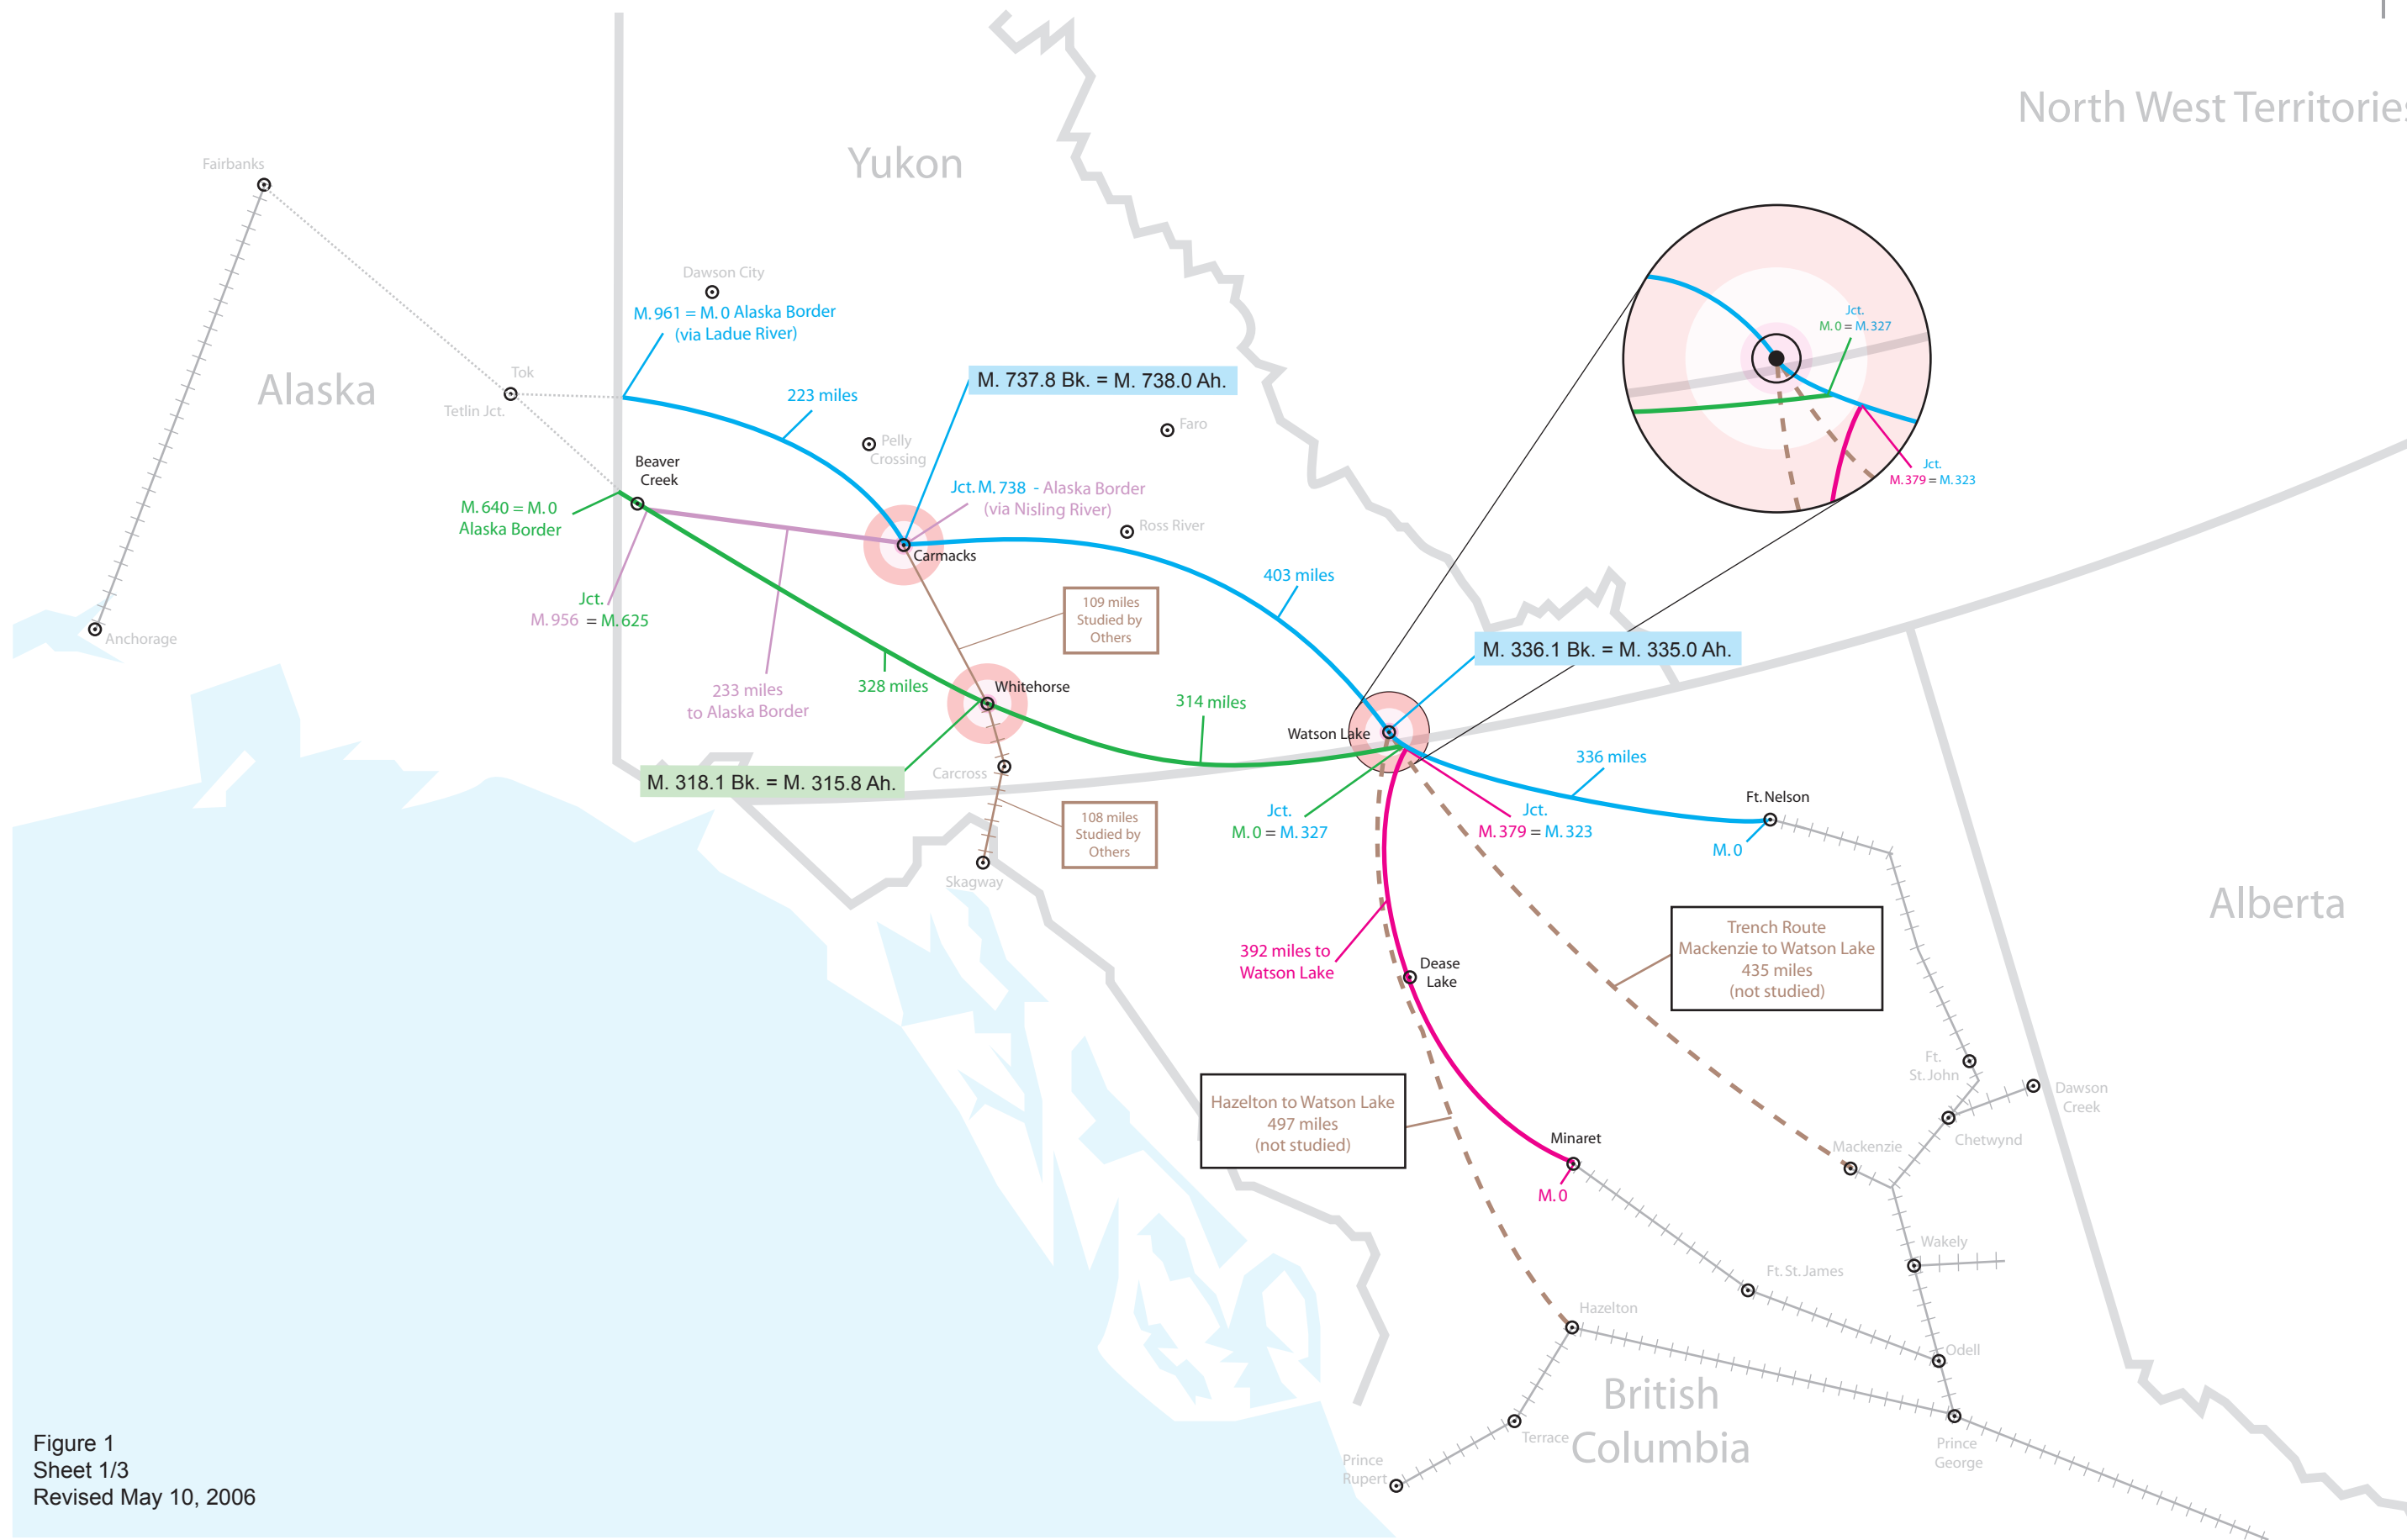 North West Territories
Yukon
Fairbanks
Dawson City
M. 961 = M. 0 Alaska Border
(via Ladue River)
Jct.
M. 0 = M. 327
Alaska
Tok
Tetlin Jct.
M. 737.8 Bk. = M. 738.0 Ah.
223 miles
Faro
Pelly
Crossing
Beaver
Creek
Jct.
M. 379 = M. 323
Jct. M. 738 - Alaska Border
(via Nisling River)
M. 640 = M. 0
Alaska Border
Ross River
Carmacks
403 miles
Jct.
M. 956 = M. 625
109 miles
Studied by
Others
Anchorage
M. 336.1 Bk. = M. 335.0 Ah.
Whitehorse
233 miles
to Alaska Border
328 miles
314 miles
Watson Lake
336 miles
Carcross
M. 318.1 Bk. = M. 315.8 Ah.
Ft. Nelson
M. 0
Jct.
M. 0 = M. 327
Jct.
M. 379 = M. 323
108 miles
Studied by
Others
Skagway
Alberta
Trench Route
Mackenzie to Watson Lake
435 miles
(not studied)
392 miles to
Watson Lake
Dease
Lake
Ft.
St. John
Dawson
Creek
Hazelton to Watson Lake
497 miles
(not studied)
Chetwynd
Minaret
M. 0
Mackenzie
Wakely
Ft. St. James
Hazelton
Odell
British
Columbia
Terrace
Prince
George
Prince
Rupert
Figure 1
Sheet 1/3
Revised May 10, 2006